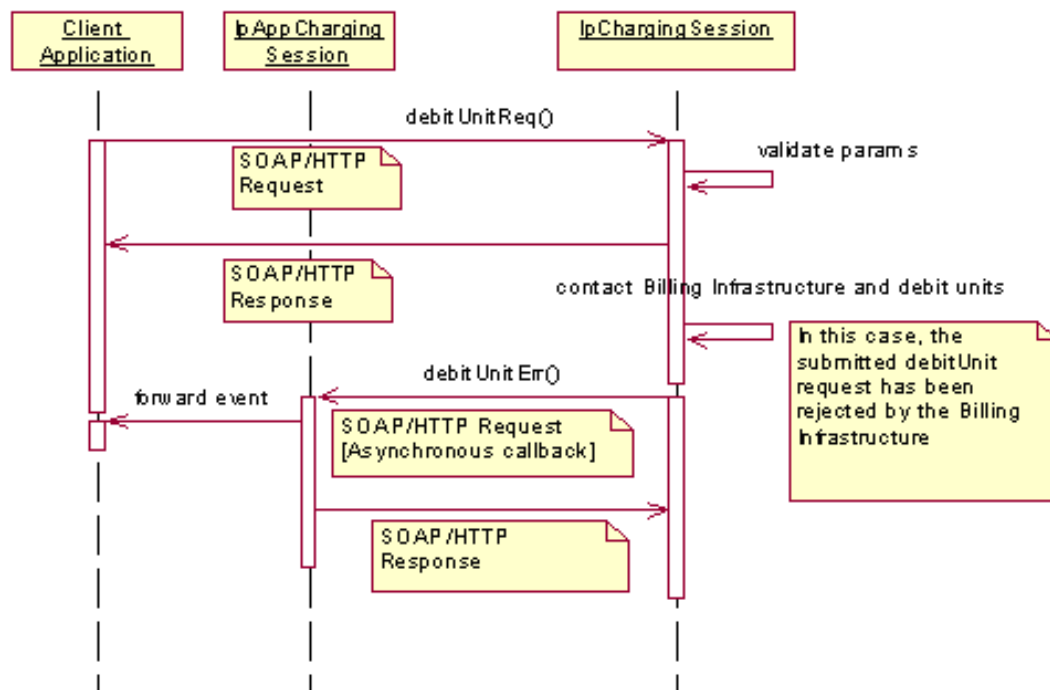 Client
Application
IpAppCharging
Session
IpChargingSession
debitUnitReq()
SOAP/HTTP
Request
validate params
SOAP/HTTP
Response
contact Billing Infrastructure and debit units
In this case, the
submitted debitUnit
request has been
rejected by the Billing
Infrastructure
debitUnitErr()
forward event
SOAP/HTTP Request
[Asynchronous callback]
SOAP/HTTP
Response